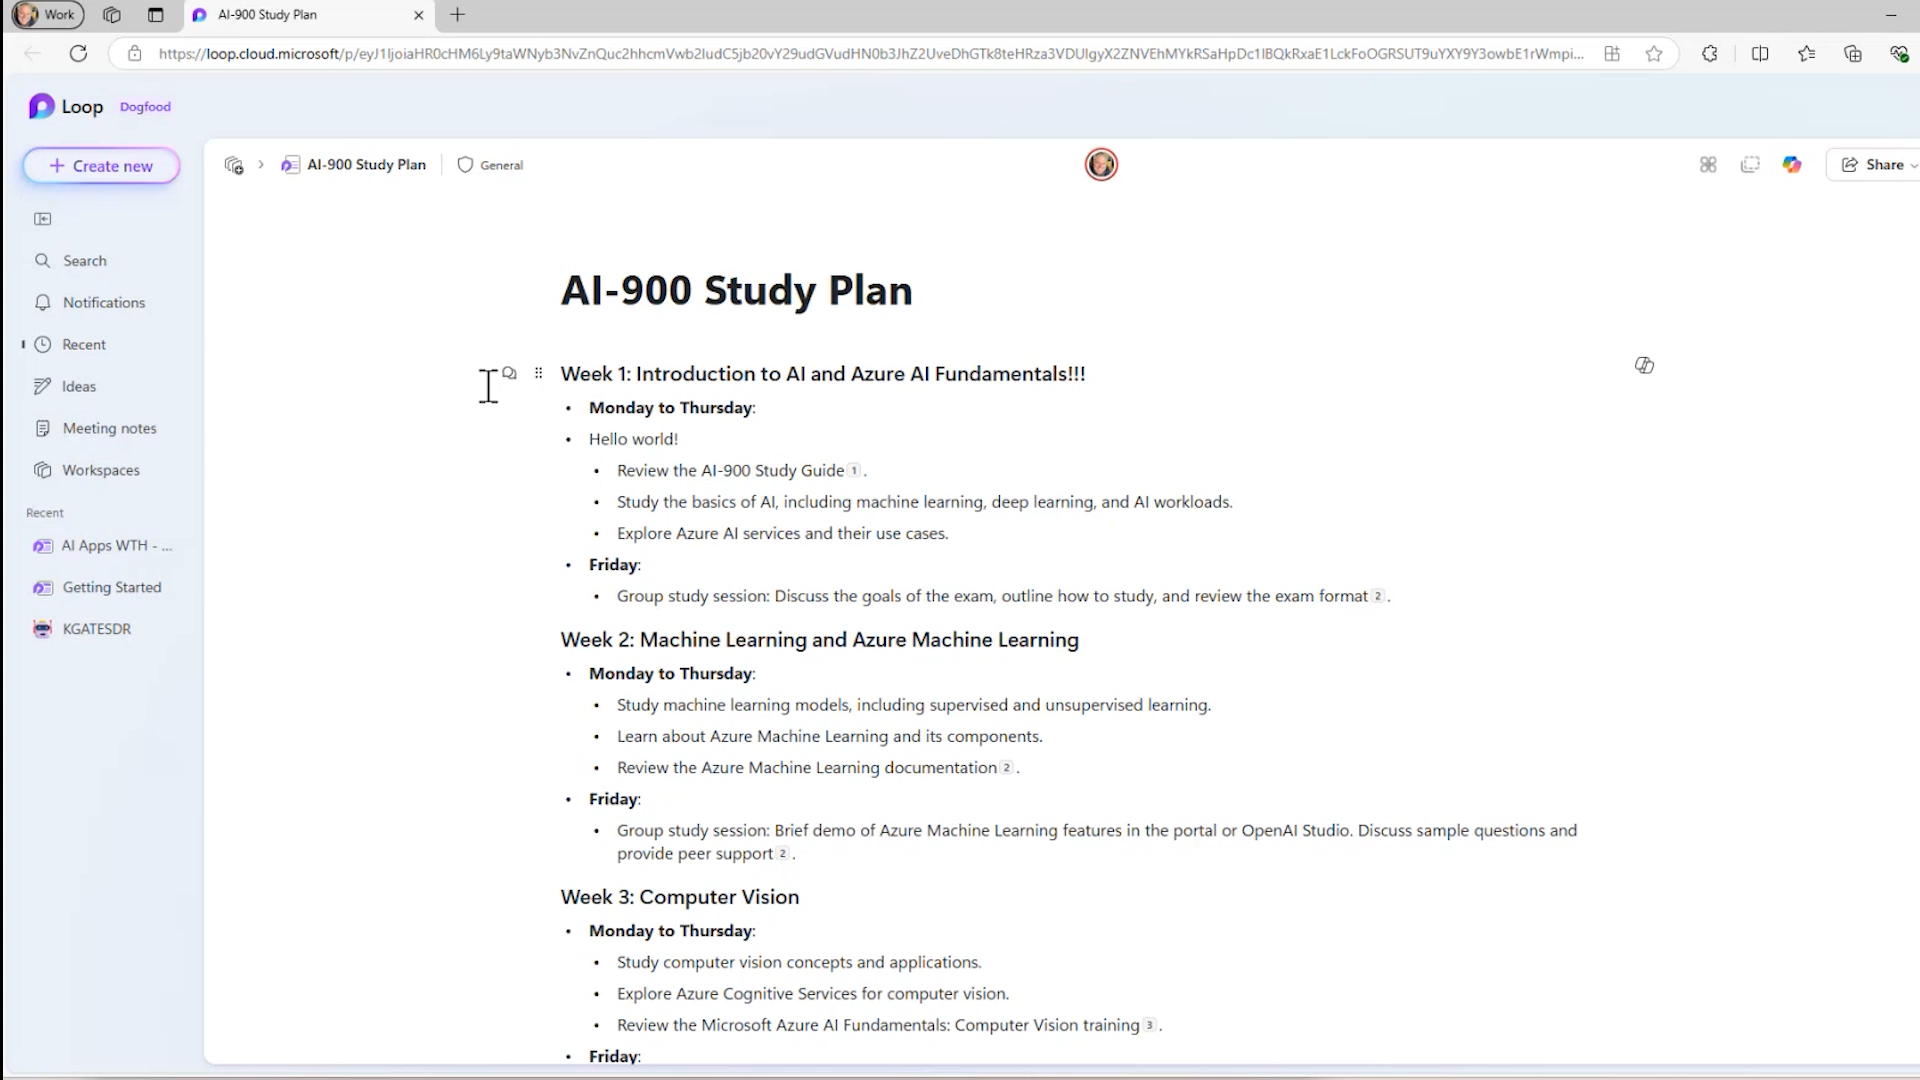 Work
AI-900 Study Plan
Loop
Dogfood
Create new
AI-900 Study Plan
General
Share
Search
Notifications
Recent
Ideas
Meeting notes
Workspaces
Recent
AI Apps WTH - ...
Getting Started
KGATESDR
AI-900 Study Plan
Week 1: Introduction to AI and Azure AI Fundamentals!!!
• Monday to Thursday:
• Hello world!
• Review the AI-900 Study Guide 1.
• Study the basics of AI, including machine learning, deep learning, and AI workloads.
• Explore Azure AI services and their use cases.
• Friday:
• Group study session: Discuss the goals of the exam, outline how to study, and review the exam format 2.
Week 2: Machine Learning and Azure Machine Learning
• Monday to Thursday:
• Study machine learning models, including supervised and unsupervised learning.
• Learn about Azure Machine Learning and its components.
• Review the Azure Machine Learning documentation 2.
• Friday:
• Group study session: Brief demo of Azure Machine Learning features in the portal or OpenAI Studio. Discuss sample questions and
provide peer support 2.
Week 3: Computer Vision
• Monday to Thursday:
• Study computer vision concepts and applications.
• Explore Azure Cognitive Services for computer vision.
• Review the Microsoft Azure AI Fundamentals: Computer Vision training 3.
• Friday: